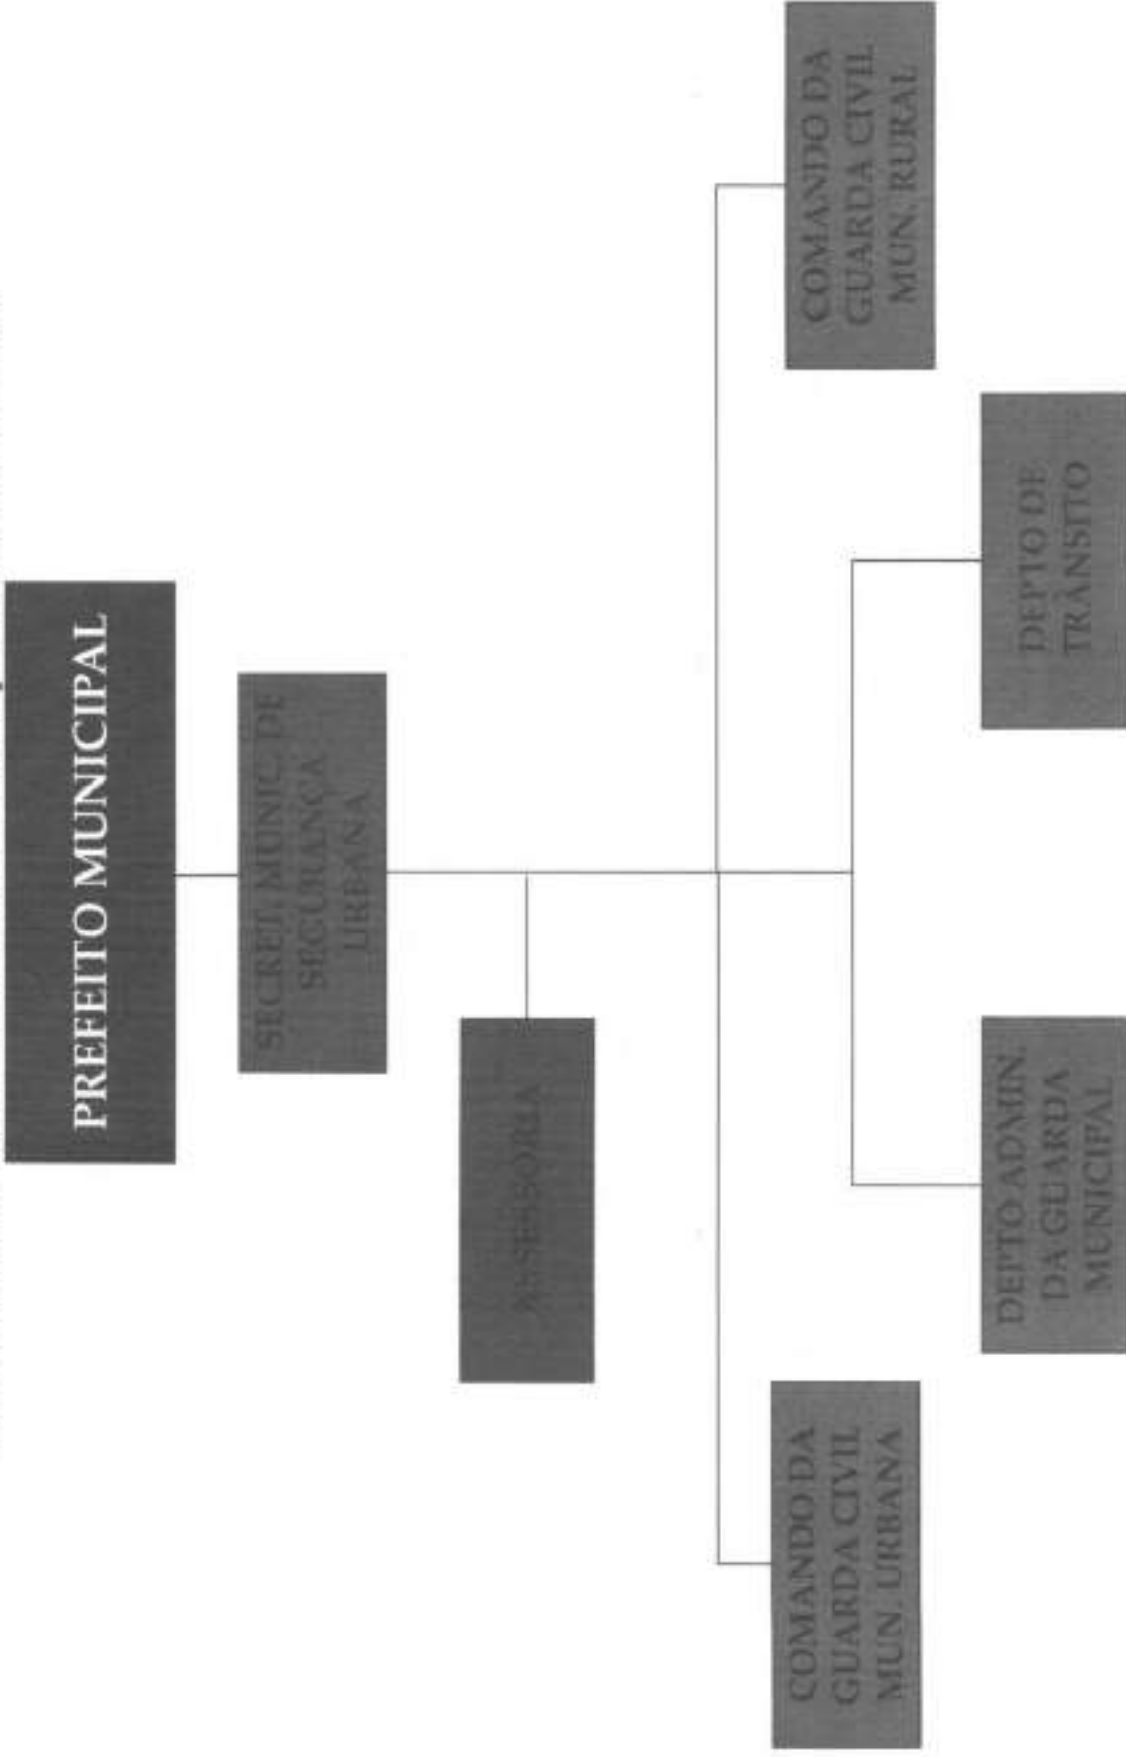 PREFEITO MUNICIPAL
SECRET. MUNIC. DE
SEGURANÇA
URBANA
ASSESSORIA
COMANDO DA
GUARDA CIVIL
MUN. URBANA
COMANDO DA
GUARDA CIVIL
MUN. RURAL
DEPTO ADMIN.
DA GUARDA
MUNICIPAL
DEPTO DE
TRÂNSITO